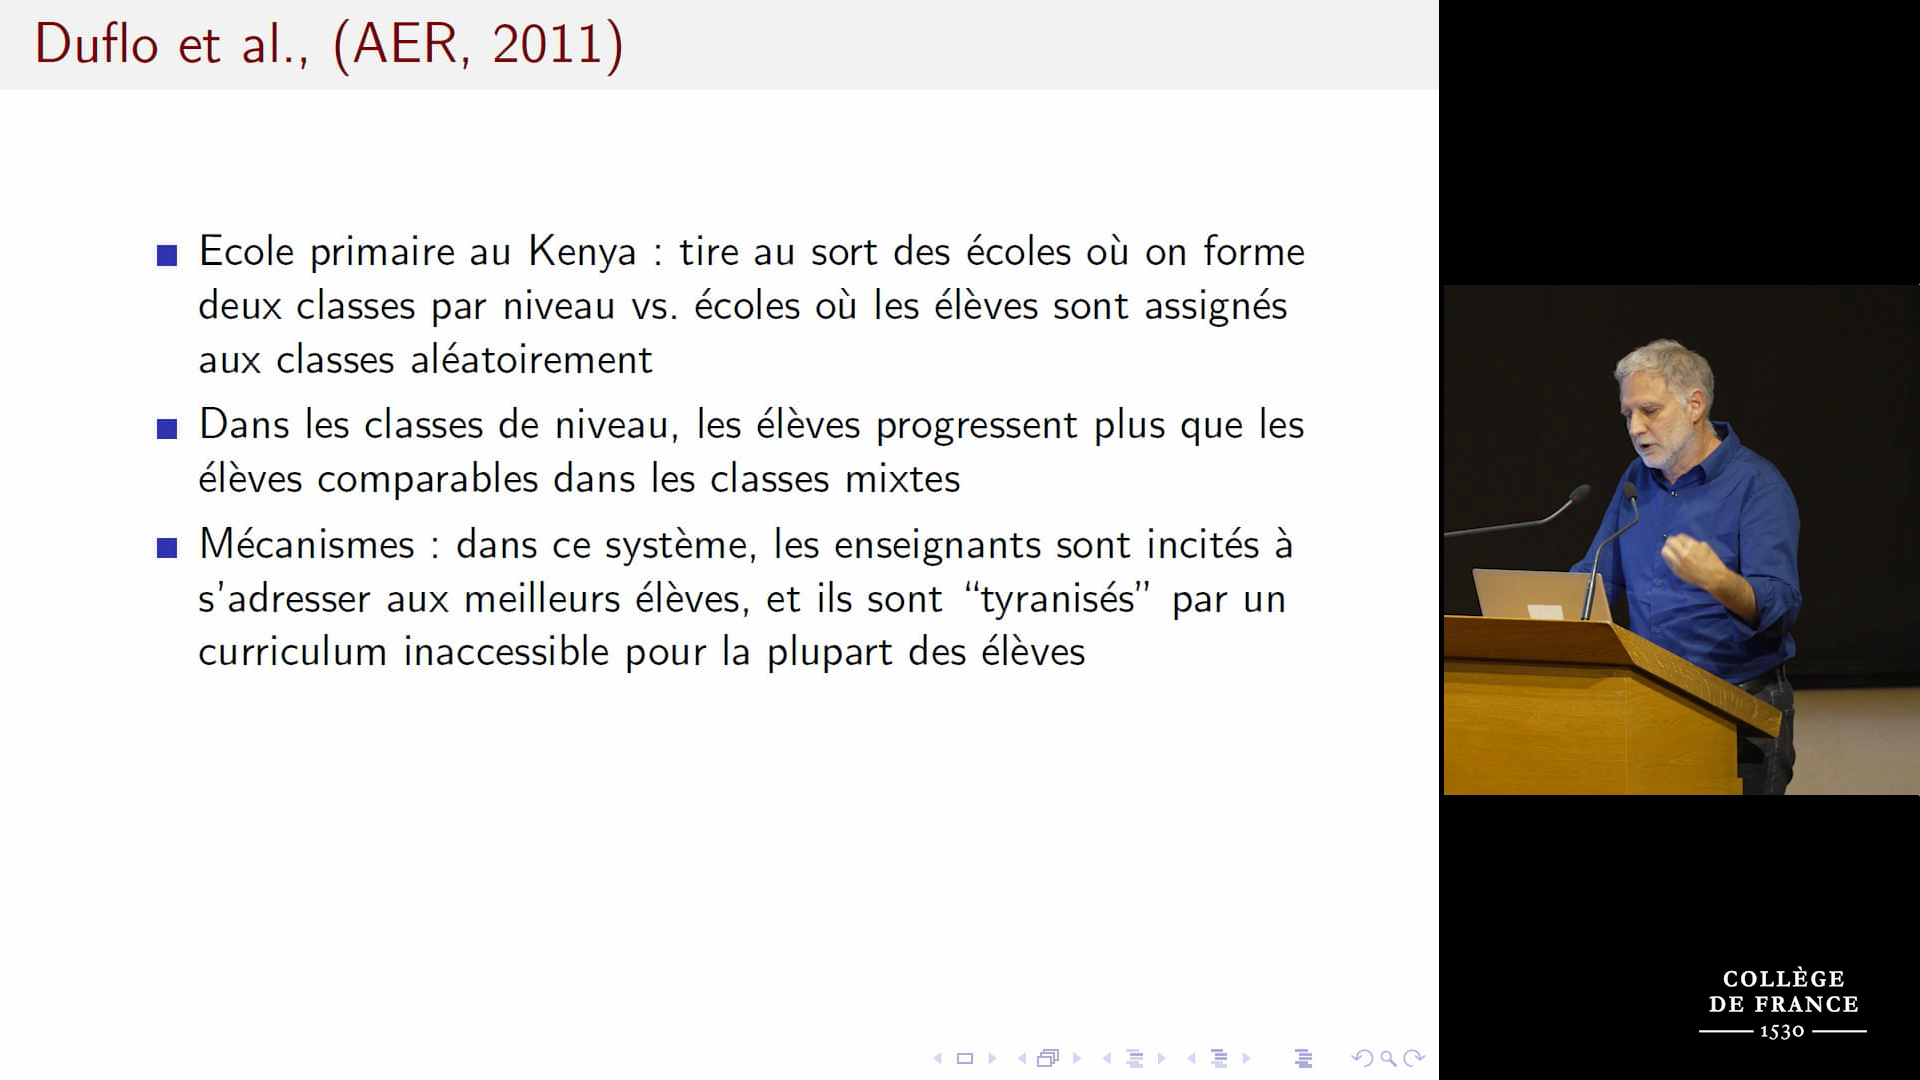 Duflo et al., (AER, 2011)
Ecole primaire au Kenya : tire au sort des écoles où on forme
deux classes par niveau vs. écoles où les élèves sont assignés
aux classes aléatoirement
Dans les classes de niveau, les élèves progressent plus que les
élèves comparables dans les classes mixtes
Mécanismes : dans ce système, les enseignants sont incités à
s'adresser aux meilleurs élèves, et ils sont “tyranisés” par un
curriculum inaccessible pour la plupart des élèves
COLLÈGE
DE FRANCE
1530